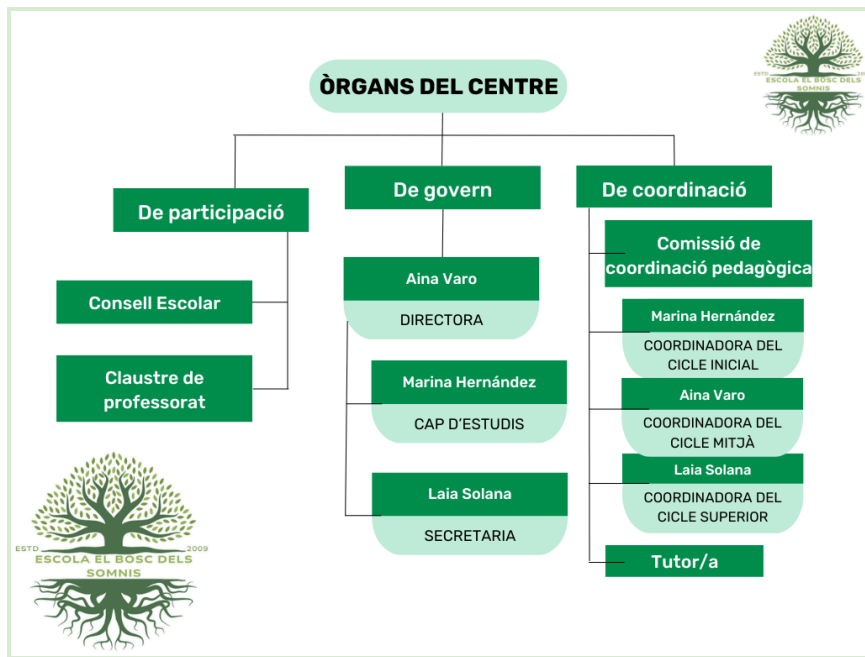 ÒRGANS DEL CENTRE
ESTD 2009
ESCOLA EL BOSC DELS
SOMNIS
De participació
De govern
De coordinació
Consell Escolar
Claustre de
professorat
Aina Varo
DIRECTORA
Marina Hernández
CAP D'ESTUDIS
Laia Solana
SECRETARIA
Comissió de
coordinació pedagògica
Marina Hernández
COORDINADORA DEL
CICLE INICIAL
Aina Varo
COORDINADORA DEL
CICLE MITJÀ
Laia Solana
COORDINADORA DEL
CICLE SUPERIOR
Tutor/a
ESTD 2009
ESCOLA EL BOSC DELS
SOMNIS